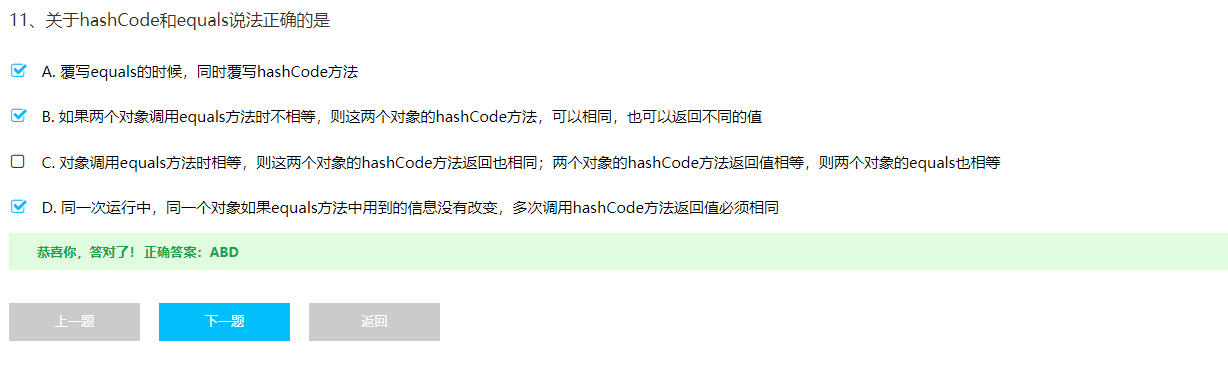 11、关于hashCode和equals说法正确的是
A. 覆写equals的时候，同时覆写hashCode方法
B. 如果两个对象调用equals方法时不相等，则这两个对象的hashCode方法，可以相同，也可以返回不同的值
C. 对象调用equals方法时相等，则这两个对象的hashCode方法返回也相同；两个对象的hashCode方法返回值相等，则两个对象的equals也相等
D. 同一次运行中，同一个对象如果equals方法中用到的信息没有改变，多次调用hashCode方法返回值必须相同
恭喜你，答对了！正确答案：ABD
上一题 下一题 返回